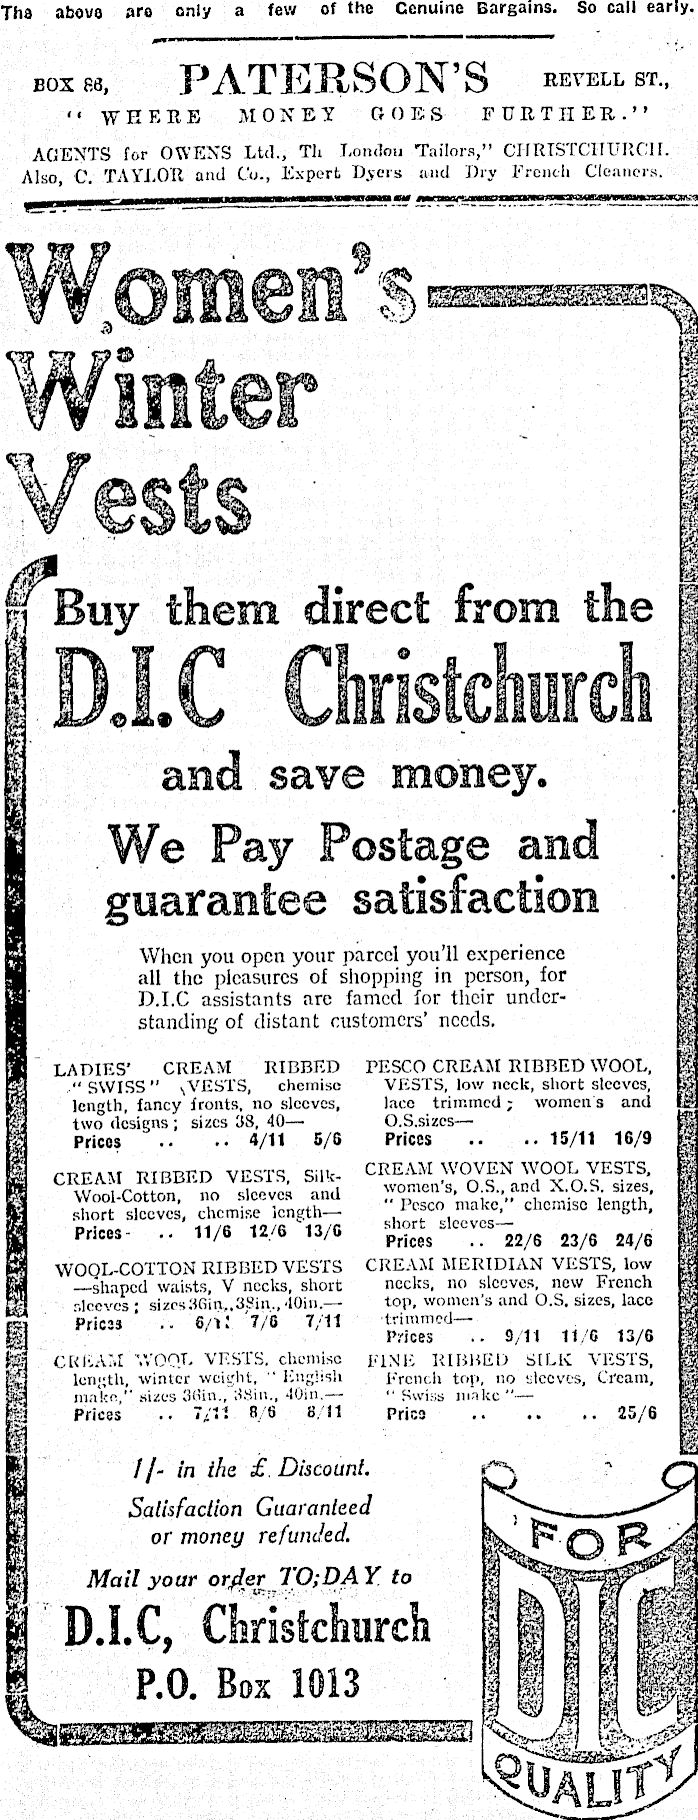 The above are only a few of the Genuine Bargains. So call early.
BOX 86, PATERSON'S REVELL ST.,
" WHERE MONEY GOES FURTHER."
AGENTS for OWENS Ltd., Th London Tailors," CHRISTCHURCH.
Also, C. TAYLOR and Co., Expert Dyers and Dry French Cleaners.
Women's
Winter
Vests
Buy them direct from the
D.I.C Christchurch
and save money.
We Pay Postage and
guarantee satisfaction
When you open your parcel you'll experience
all the pleasures of shopping in person, for
D.I.C assistants are famed for their under-
standing of distant customers' needs.
LADIES' CREAM RIBBED
" SWISS " VESTS, chemise
length, fancy fronts, no sleeves,
two designs ; sizes 38, 40—
Prices .. .. 4/11 5/6
CREAM RIBBED VESTS, Silk-
Wool-Cotton, no sleeves and
short sleeves, chemise length—
Prices - .. 11/6 12/6 13/6
WOOL-COTTON RIBBED VESTS
—shaped waists, V necks, short
sleeves ; sizes 36in., 38in., 40in.—
Prices .. 6/11 7/6 7/11
CREAM WOOL VESTS, chemise
length, winter weight, " English
make," sizes 36in., 38in., 40in.—
Prices .. 7/11 8/6 8/11
PESCO CREAM RIBBED WOOL,
VESTS, low neck, short sleeves,
lace trimmed ; women's and
O.S.sizes—
Prices .. .. 15/11 16/9
CREAM WOVEN WOOL VESTS,
women's, O.S., and X.O.S. sizes,
" Pesco make," chemise length,
short sleeves—
Prices .. 22/6 23/6 24/6
CREAM MERIDIAN VESTS, low
necks, no sleeves, new French
top, women's and O.S. sizes, lace
trimmed—
Prices .. 9/11 11/6 13/6
FINE RIBBED SILK VESTS,
French top, no sleeves, Cream,
" Swiss make "—
Price .. .. .. 25/6
1/- in the £ Discount.
Satisfaction Guaranteed
or money refunded.
Mail your order TO;DAY to
D.I.C, Christchurch
P.O. Box 1013
FOR
DIC
QUALITY